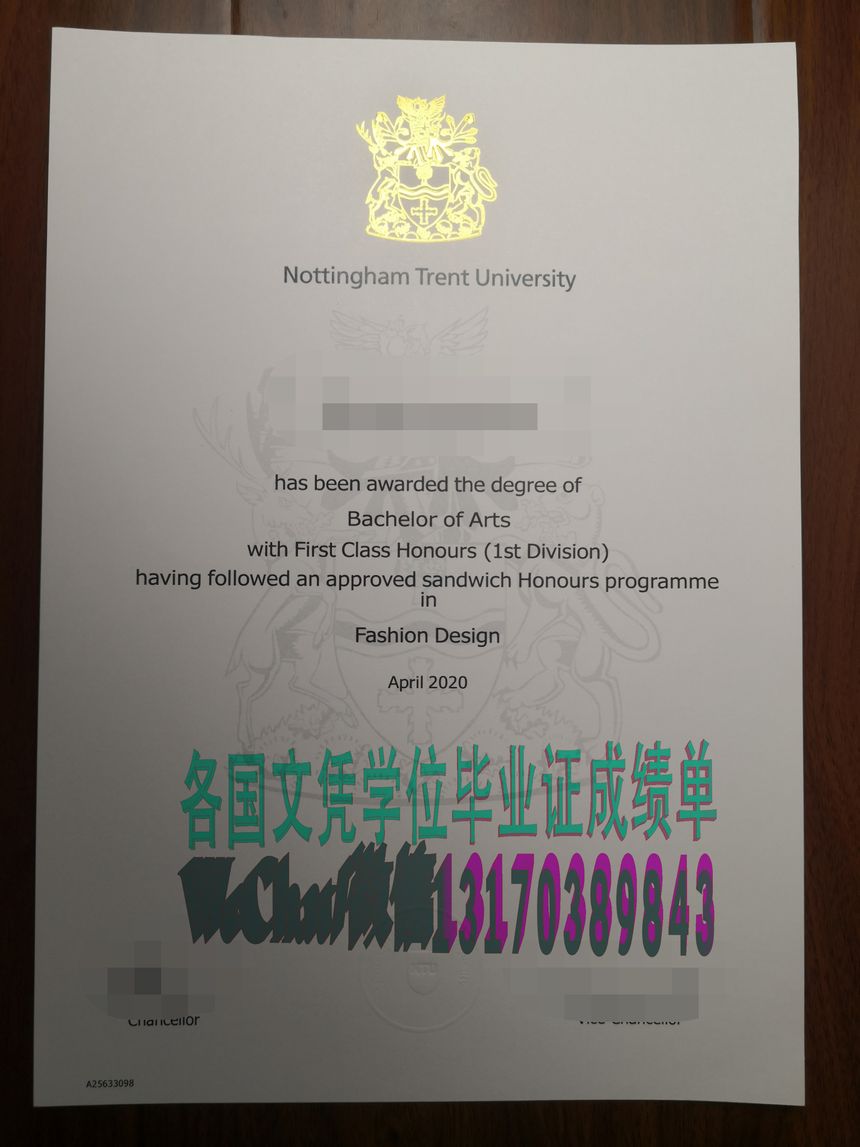 Nottingham Trent University
has been awarded the degree of
Bachelor of Arts
with First Class Honours (1st Division)
having followed an approved sandwich Honours programme
in
Fashion Design
April 2020
各国文凭学位毕业证成绩单
WeChat/微信13170389843
Chancellor
Vice-Chancellor
A25633098